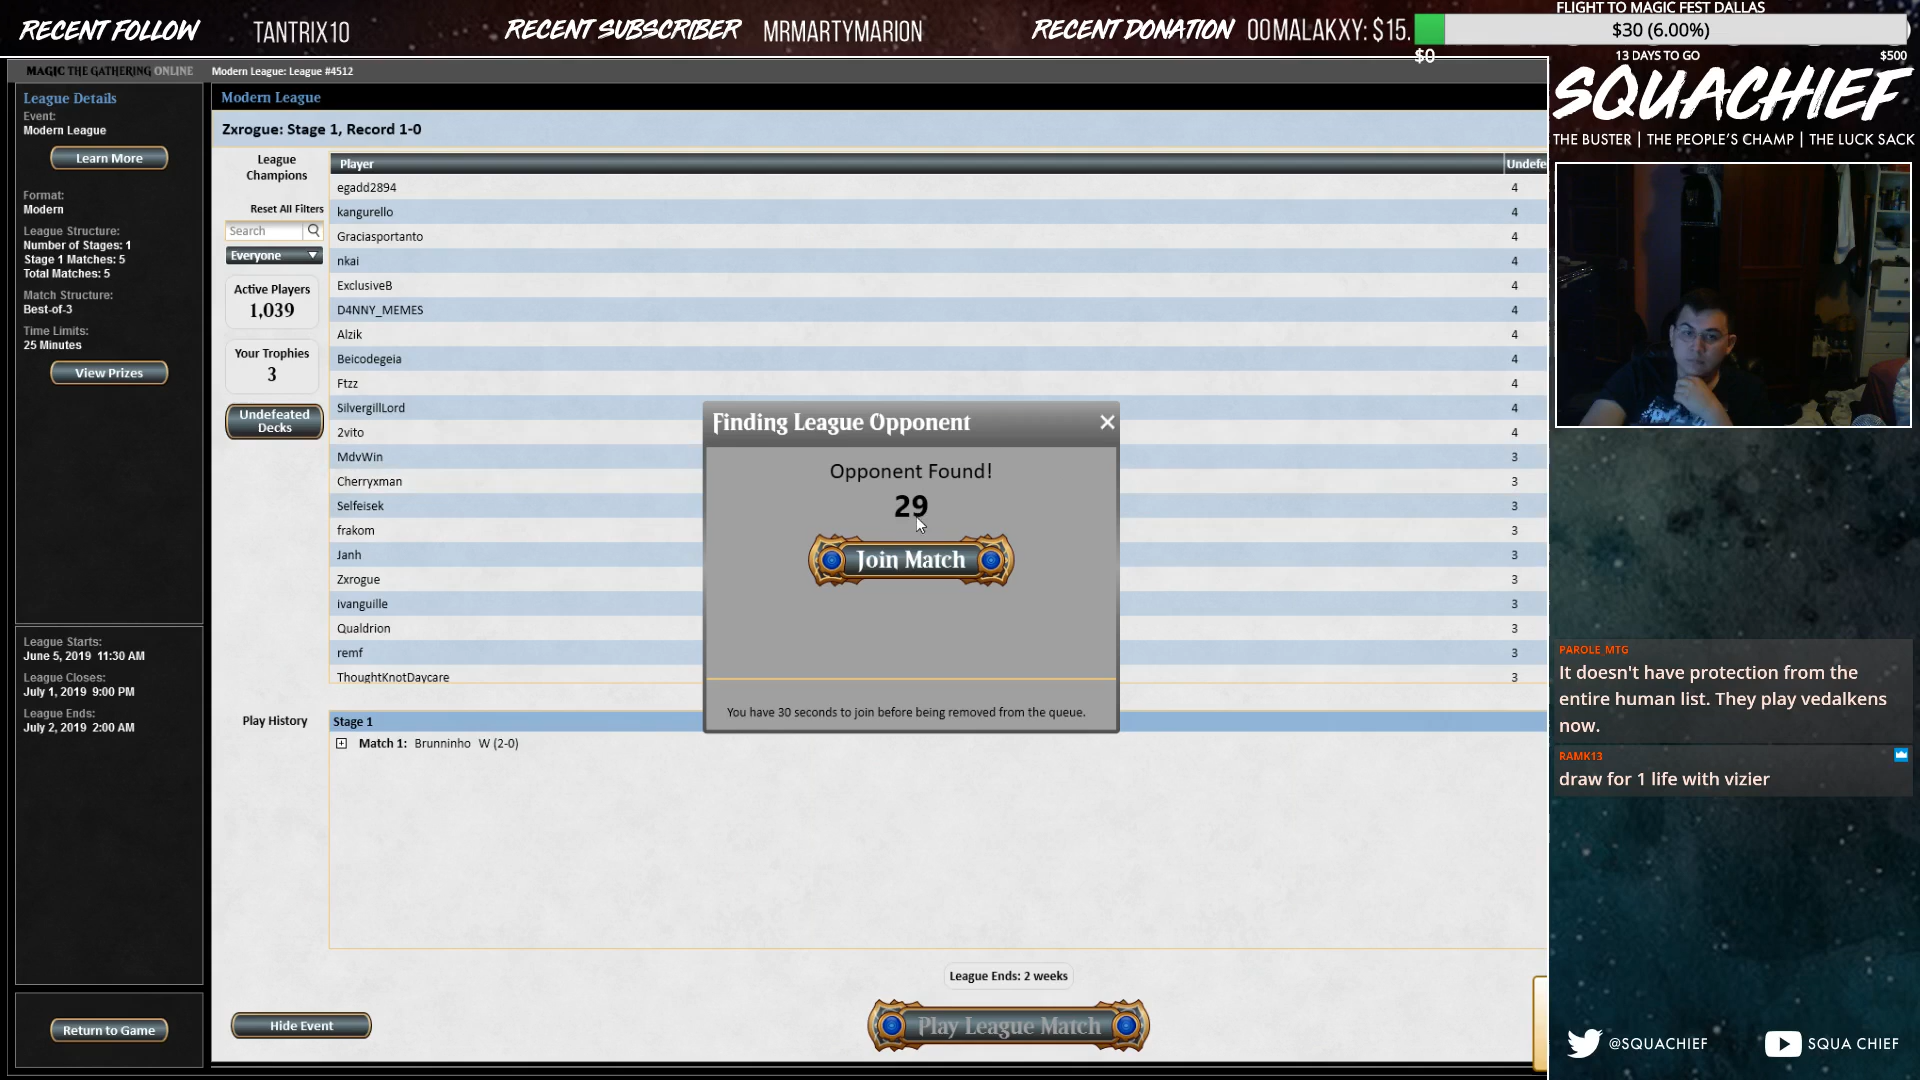 RECENT FOLLOW TANTRIX10 RECENT SUBSCRIBER MRMARTYMARION RECENT DONATION 00MALAKXY: $15.
FLIGHT TO MAGIC FEST DALLAS
$30 (6.00%)
$0 13 DAYS TO GO $500
MAGIC THE GATHERING ONLINE Modern League: League #4512
League Details
Event:
Modern League
Learn More
Format:
Modern
League Structure:
Number of Stages: 1
Stage 1 Matches: 5
Total Matches: 5
Match Structure:
Best-of-3
Time Limits:
25 Minutes
View Prizes
League Starts:
June 5, 2019 11:30 AM
League Closes:
July 1, 2019 9:00 PM
League Ends:
July 2, 2019 2:00 AM
Return to Game
Modern League
Zxrogue: Stage 1, Record 1-0
League
Champions
Reset All Filters
Search
Everyone
Active Players
1,039
Your Trophies
3
Undefeated
Decks
Player Undefe
egadd2894 4
kangurello 4
Graciasportanto 4
nkai 4
ExclusiveB 4
D4NNY_MEMES 4
Alzik 4
Beicodegeia 4
Ftzz 4
SilvergillLord 4
2vito 4
MdvWin 3
Cherryxman 3
Selfeisek 3
frakom 3
Janh 3
Zxrogue 3
ivanguille 3
Qualdrion 3
remf 3
ThoughtKnotDaycare 3
Finding League Opponent
Opponent Found!
29
Join Match
You have 30 seconds to join before being removed from the queue.
Play History
Stage 1
Match 1: Brunninho W (2-0)
League Ends: 2 weeks
Hide Event
Play League Match
SQUACHIEF
THE BUSTER | THE PEOPLE'S CHAMP | THE LUCK SACK
PAROLE_MTG
It doesn't have protection from the
entire human list. They play vedalkens
now.
RAMK13
draw for 1 life with vizier
@SQUACHIEF SQUA CHIEF